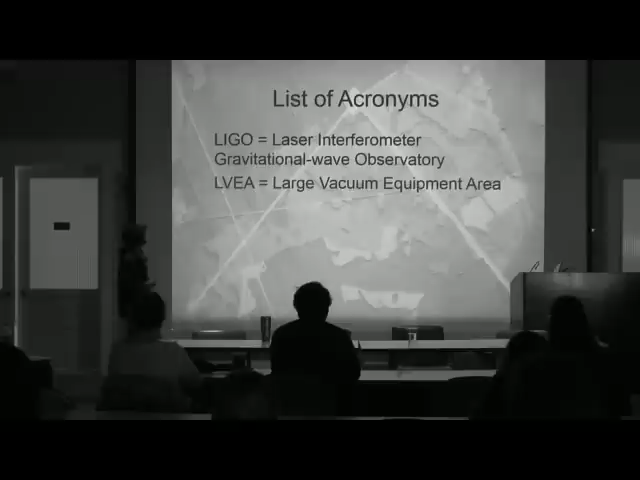 List of Acronyms
LIGO = Laser Interferometer
Gravitational-wave Observatory
LVEA = Large Vacuum Equipment Area